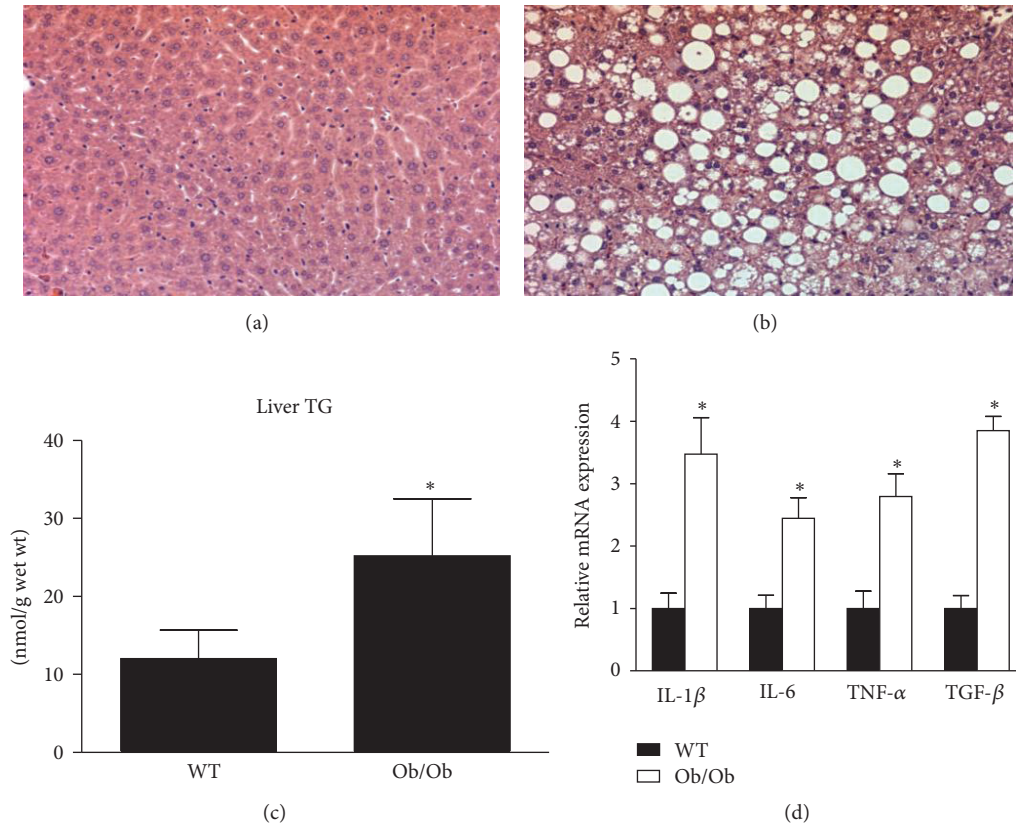 (a)
(b)
Liver TG
(nmol/g wet wt)
40
30
20
10
0
*
WT
Ob/Ob
(c)
Relative mRNA expression
5
4
3
2
1
0
*
*
*
*
IL-1β
IL-6
TNF-α
TGF-β
WT
Ob/Ob
(d)